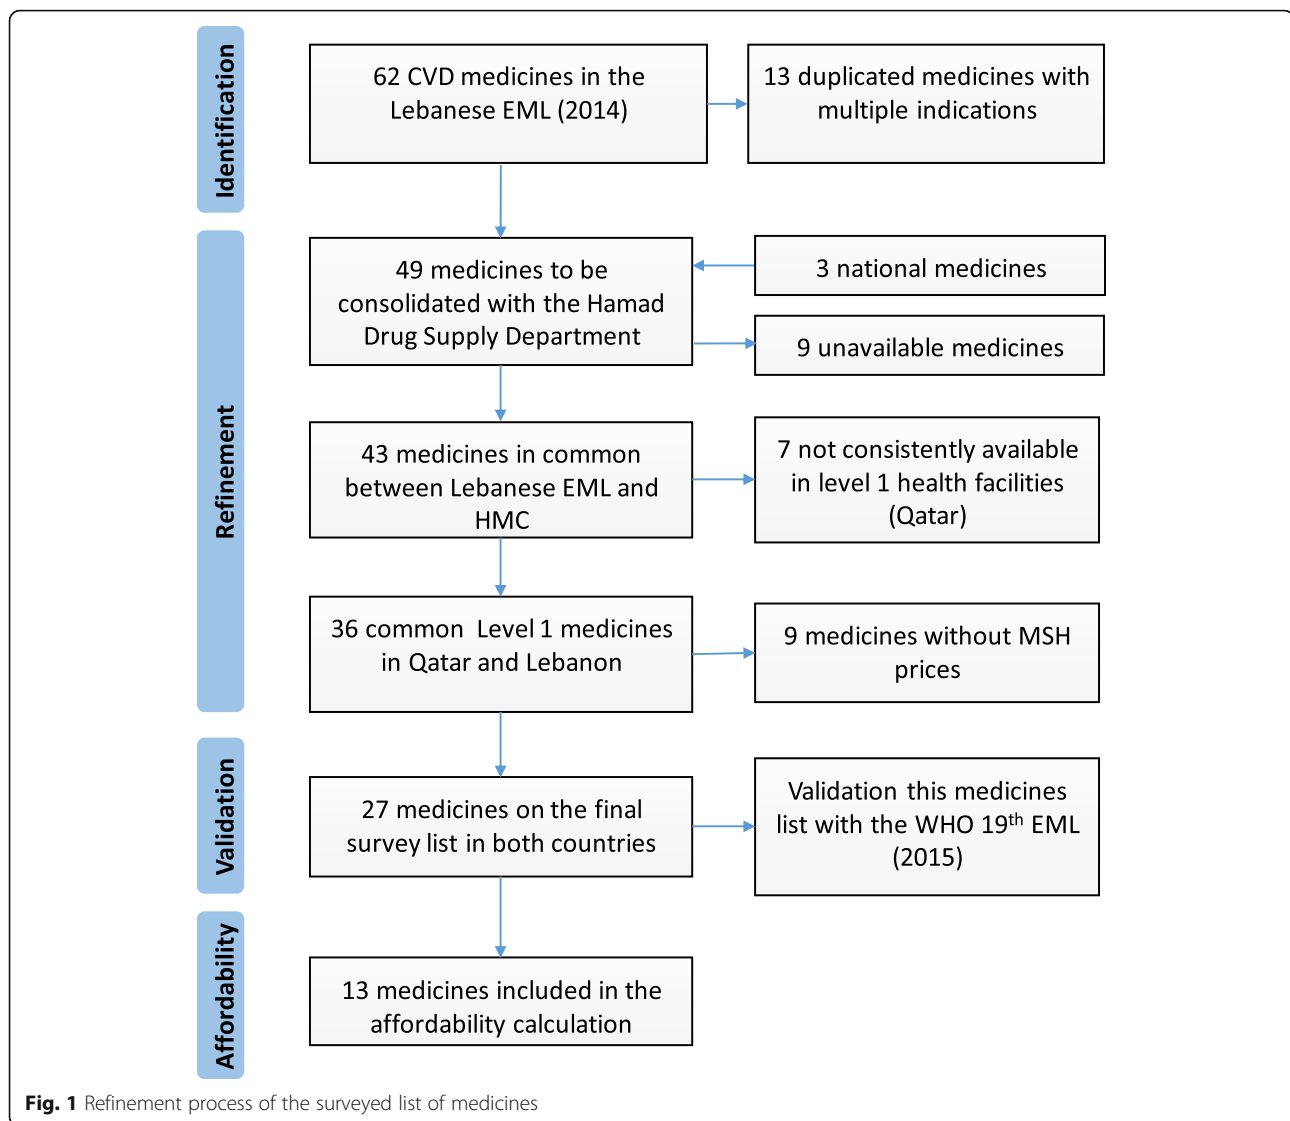 Identification
62 CVD medicines in the
Lebanese EML (2014)
13 duplicated medicines with
multiple indications
Refinement
49 medicines to be
consolidated with the Hamad
Drug Supply Department
3 national medicines
9 unavailable medicines
43 medicines in common
between Lebanese EML and
HMC
7 not consistently available
in level 1 health facilities
(Qatar)
36 common Level 1 medicines
in Qatar and Lebanon
9 medicines without MSH
prices
Validation
27 medicines on the final
survey list in both countries
Validation this medicines
list with the WHO 19th EML
(2015)
Affordability
13 medicines included in the
affordability calculation
Fig. 1 Refinement process of the surveyed list of medicines